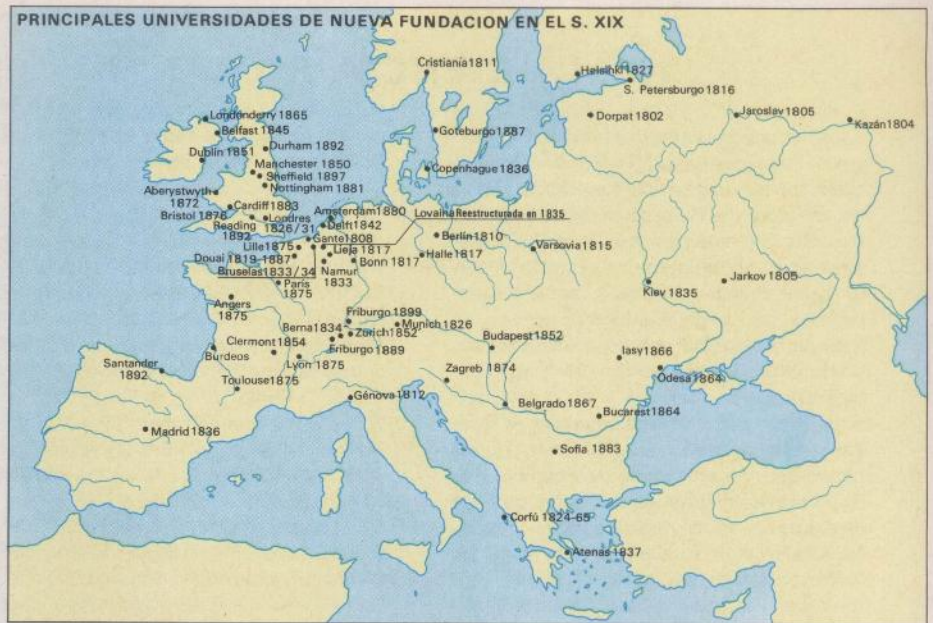 PRINCIPALES UNIVERSIDADES DE NUEVA FUNDACION EN EL S. XIX
Cristianía 1811
Helsinki 1827
S. Petersburgo 1816
Dorpat 1802
Jaroslav 1805
Kazán 1804
Goteburgo 1887
Copenhague 1836
Londonderry 1865
Belfast 1845
Dublín 1851
Durham 1892
Manchester 1850
Sheffield 1897
Nottingham 1881
Aberystwyth
1872
Cardiff 1883
Bristol 1876
Reading
1892
Londres
1826/31
Amsterdam 1880
Delft 1842
Lovaina Reestructurada en 1835
Gante 1808
Lille 1875
Lieja 1817
Douai 1819-1887
Bonn 1817
Bruselas 1833/34
Namur
1833
París
1875
Berlín 1810
Halle 1817
Varsovia 1815
Kiev 1835
Jarkov 1805
Angers
1875
Friburgo 1899
Munich 1826
Berna 1834
Zurich 1852
Friburgo 1889
Clermont 1854
Lyon 1875
Burdeos
Toulouse 1875
Santander
1892
Madrid 1836
Génova 1812
Budapest 1852
Zagreb 1874
Iasy 1866
Odesa 1864
Belgrado 1867
Bucarest 1864
Sofía 1883
Corfú 1824-65
Atenas 1837